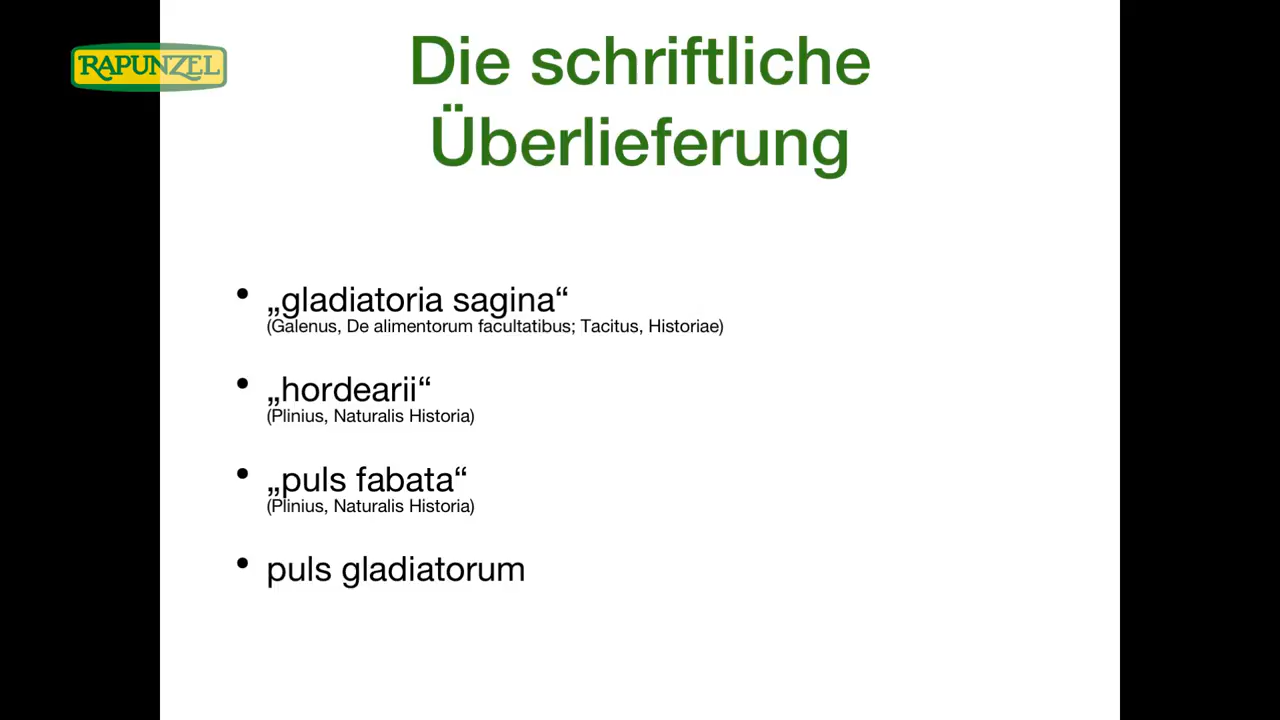 RAPUNZEL
Die schriftliche
Überlieferung
• „gladiatoria sagina“
(Galenus, De alimentorum facultatibus; Tacitus, Historiae)
• „hordearii“
(Plinius, Naturalis Historia)
• „puls fabata“
(Plinius, Naturalis Historia)
• puls gladiatorum